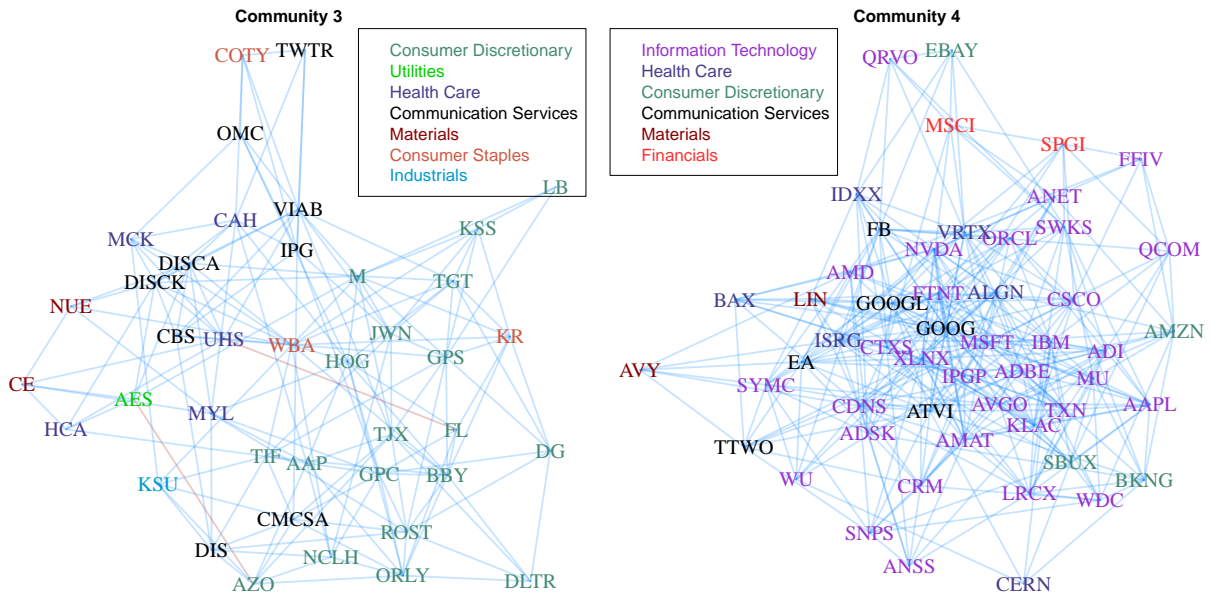 Community 3
COTY
TWTR
OMC
Consumer Discretionary
Utilities
Health Care
Communication Services
Materials
Consumer Staples
Industrials
LB
VIAB
CAH
KSS
MCK
IPG
DISCA
M
TGT
DISCK
NUE
CBS
UHS
WBA
JWN
KR
HOG
GPS
CE
AES
MYL
HCA
TJX
FL
TIF
AAP
GPC
BBY
DG
KSU
CMCSA
ROST
DIS
NCLH
AZO
ORLY
DLTR
Community 4
QRVO
EBAY
Information Technology
Health Care
Consumer Discretionary
Communication Services
Materials
Financials
MSCI
SPGI
FFIV
IDXX
ANET
FB
VRTX
SWKS
ORCL
NVDA
QCOM
AMD
BAX
LIN
GOOGL
FTNT
ALGN
CSCO
GOOG
AMZN
ISRG
CTXS
MSFT
IBM
ADI
EA
XLNX
AVY
SYMC
IPGP
ADBE
MU
CDNS
ATVI
AVGO
TXN
AAPL
ADSK
KLAC
TTWO
AMAT
SBUX
WU
CRM
LRCX
WDC
BKNG
SNPS
ANSS
CERN